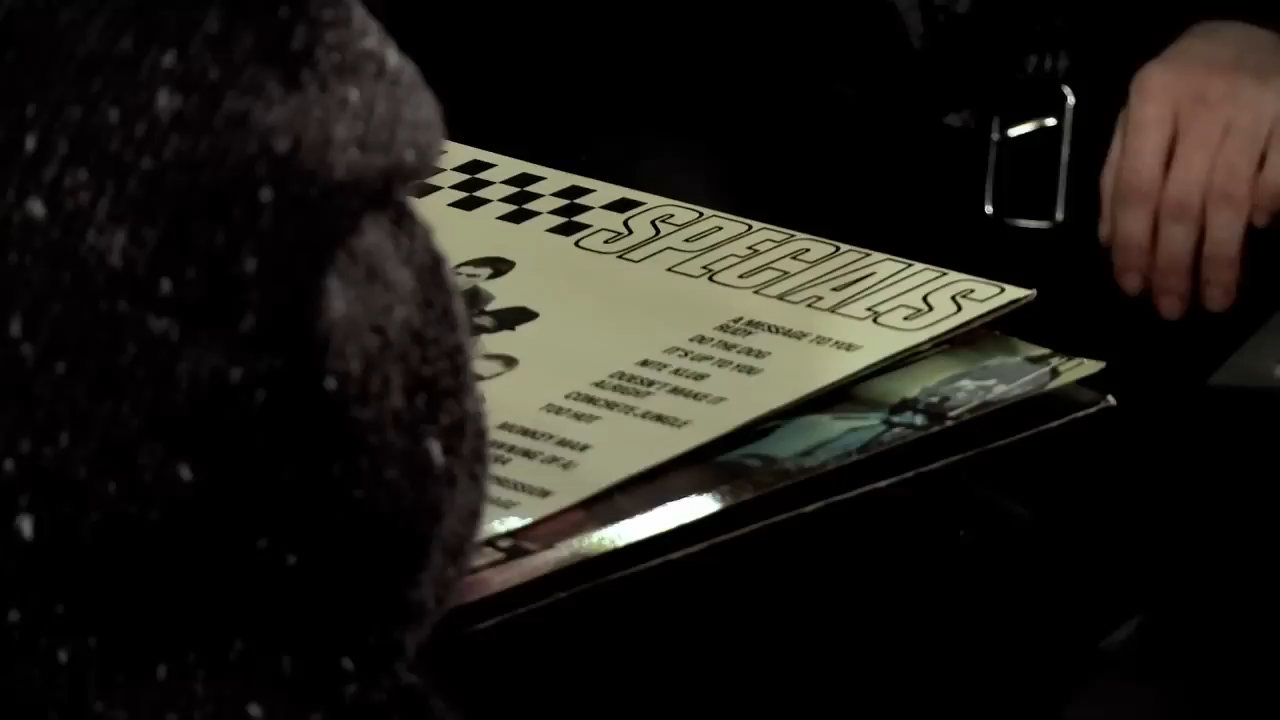 SPECIALS
A MESSAGE TO YOU
RUDY
DO THE DOG
IT'S UP TO YOU
NITE KLUB
DOESN'T MAKE IT
ALRIGHT
CONCRETE JUNGLE
TOO HOT
MONKEY MAN
OF A